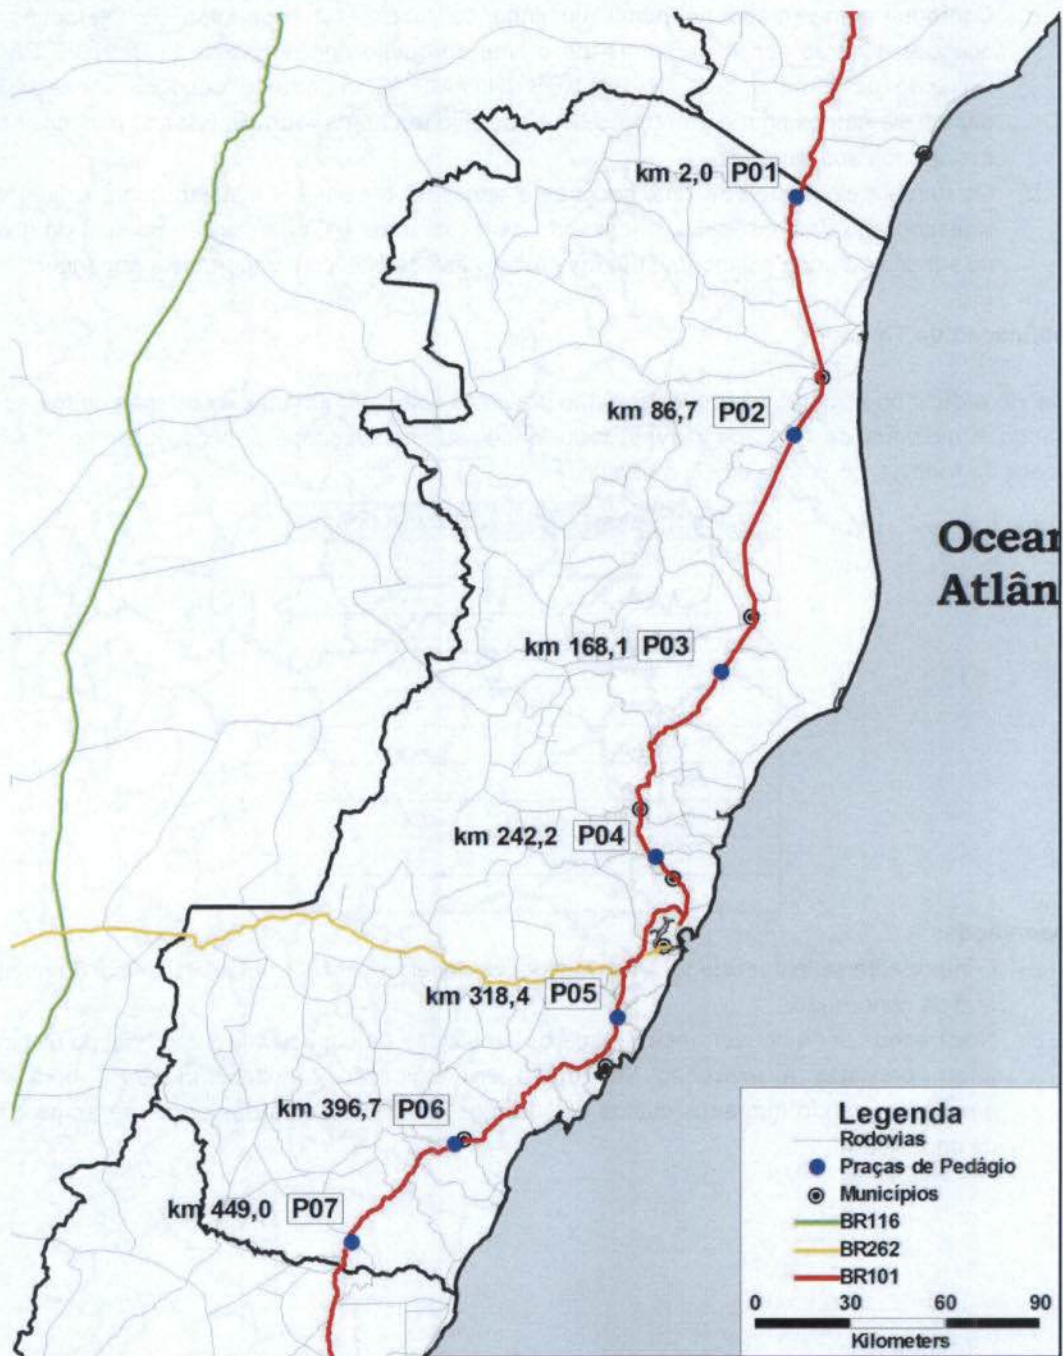 km 2,0 P01
km 86,7 P02
Ocean
Atlân
km 168,1 P03
km 242,2 P04
km 318,4 P05
km 396,7 P06
km 449,0 P07
Legenda
Rodovias
Praças de Pedágio
Municípios
BR116
BR262
BR101
0 30 60 90
Kilometers